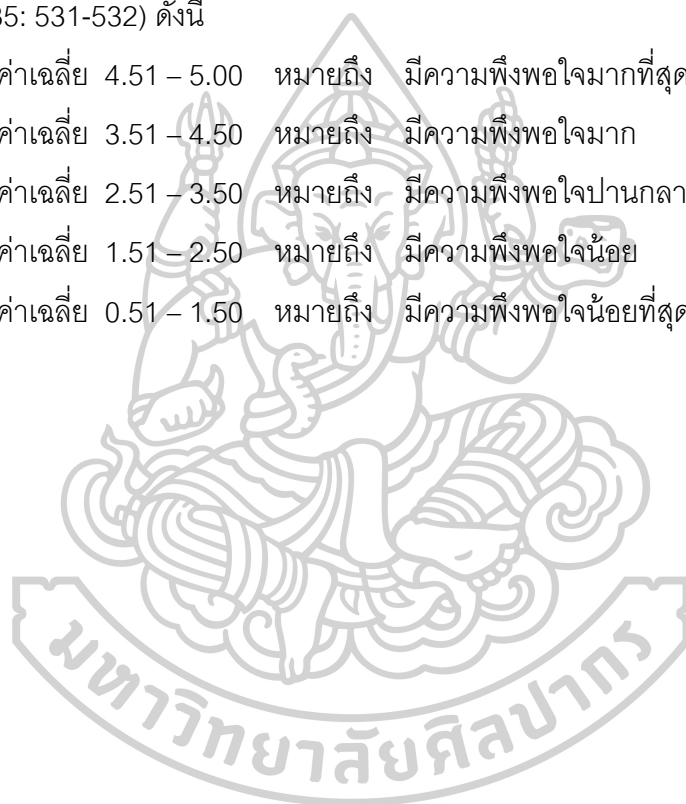 35: 531-532) ดังนี้
ค่าเฉลี่ย 4.51 – 5.00 หมายถึง มีความพึงพอใจมากที่สุด
ค่าเฉลี่ย 3.51 – 4.50 หมายถึง มีความพึงพอใจมาก
ค่าเฉลี่ย 2.51 – 3.50 หมายถึง มีความพึงพอใจปานกลา
ค่าเฉลี่ย 1.51 – 2.50 หมายถึง มีความพึงพอใจน้อย
ค่าเฉลี่ย 0.51 – 1.50 หมายถึง มีความพึงพอใจน้อยที่สุด
มหาวิทยาลัยศิลปากร